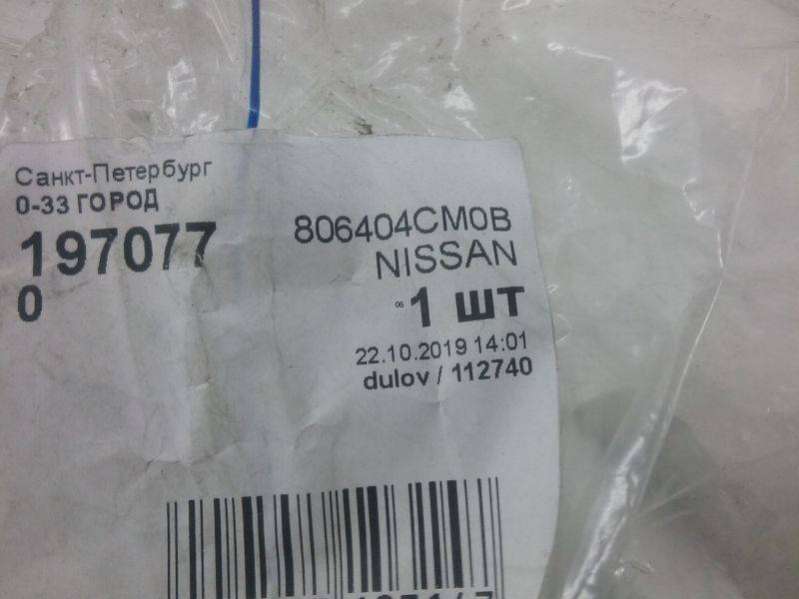 Санкт-Петербург
0-33 ГОРОД
197077
0
806404CM0B
NISSAN
1 шт
22.10.2019 14:01
dulov / 112740